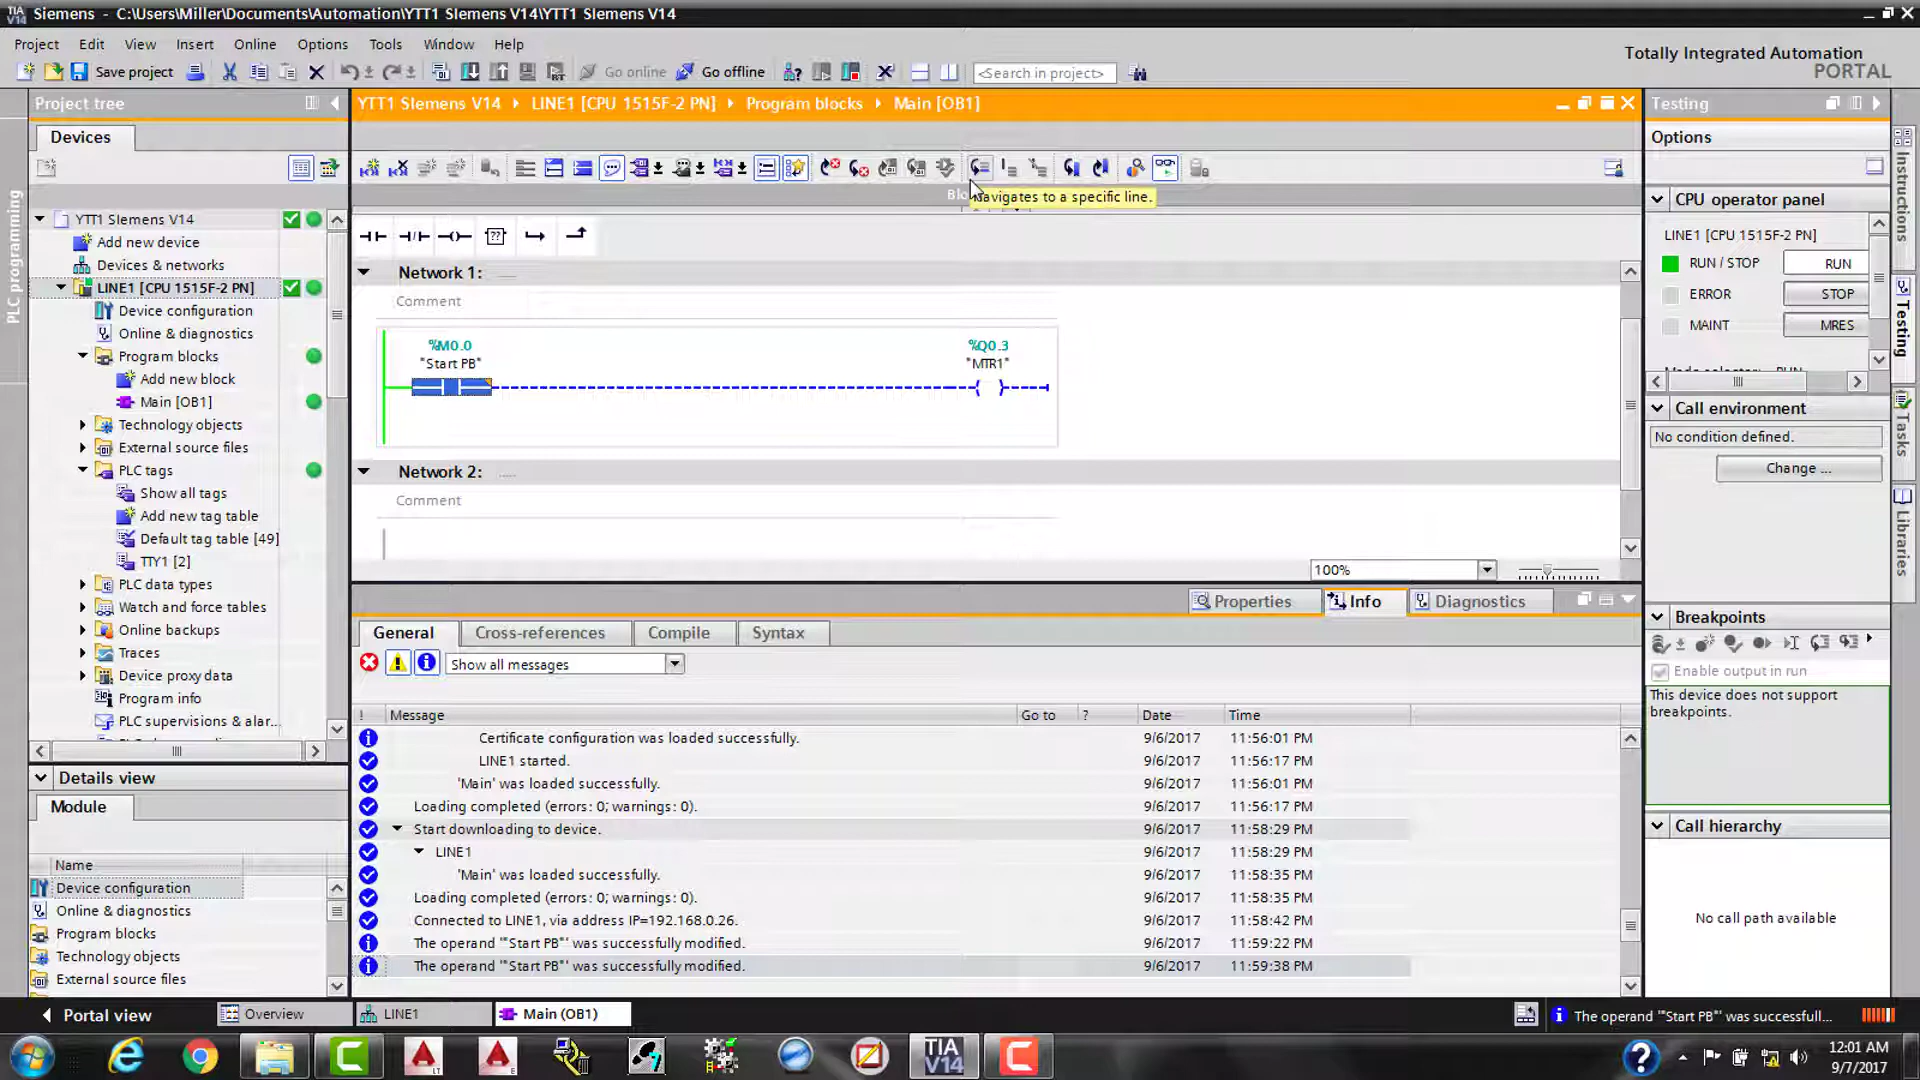 Siemens - C:\Users\Miller\Documents\Automation\YTT1 SIemens V14\YTT1 SIemens V14
Project Edit View Insert Online Options Tools Window Help
Totally Integrated Automation
PORTAL
Save project
Go online
Go offline
<Search in project>
Project tree
YTT1 SIemens V14 LINE1 [CPU 1515F-2 PN] Program blocks Main [OB1]
Testing
Devices
Options
PLC programming
Navigates to a specific line.
YTT1 SIemens V14
Add new device
Devices & networks
LINE1 [CPU 1515F-2 PN]
Device configuration
Online & diagnostics
Program blocks
Add new block
Main [OB1]
Technology objects
External source files
PLC tags
Show all tags
Add new tag table
Default tag table [49]
TTY1 [2]
PLC data types
Watch and force tables
Online backups
Traces
Device proxy data
Program info
PLC supervisions & alar...
Details view
Module
Name
Device configuration
Online & diagnostics
Program blocks
Technology objects
External source files
Network 1:
Comment
%M0.0
"Start PB"
%Q0.3
"MTR1"
Network 2:
Comment
100%
Properties
Info
Diagnostics
General
Cross-references
Compile
Syntax
Show all messages
! Message Go to ? Date Time
Certificate configuration was loaded successfully. 9/6/2017 11:56:01 PM
LINE1 started. 9/6/2017 11:56:17 PM
'Main' was loaded successfully. 9/6/2017 11:56:01 PM
Loading completed (errors: 0; warnings: 0). 9/6/2017 11:56:17 PM
Start downloading to device. 9/6/2017 11:58:29 PM
LINE1 9/6/2017 11:58:29 PM
'Main' was loaded successfully. 9/6/2017 11:58:35 PM
Loading completed (errors: 0; warnings: 0). 9/6/2017 11:58:35 PM
Connected to LINE1, via address IP=192.168.0.26. 9/6/2017 11:58:42 PM
The operand '"Start PB"' was successfully modified. 9/6/2017 11:59:22 PM
The operand '"Start PB"' was successfully modified. 9/6/2017 11:59:38 PM
CPU operator panel
LINE1 [CPU 1515F-2 PN]
RUN / STOP RUN
ERROR STOP
MAINT MRES
Call environment
No condition defined.
Change ...
Breakpoints
Enable output in run
This device does not support
breakpoints.
Call hierarchy
No call path available
Instructions
Testing
Tasks
Libraries
Portal view
Overview
LINE1
Main (OB1)
The operand '"Start PB"' was successfull...
TIA
V14
12:01 AM
9/7/2017